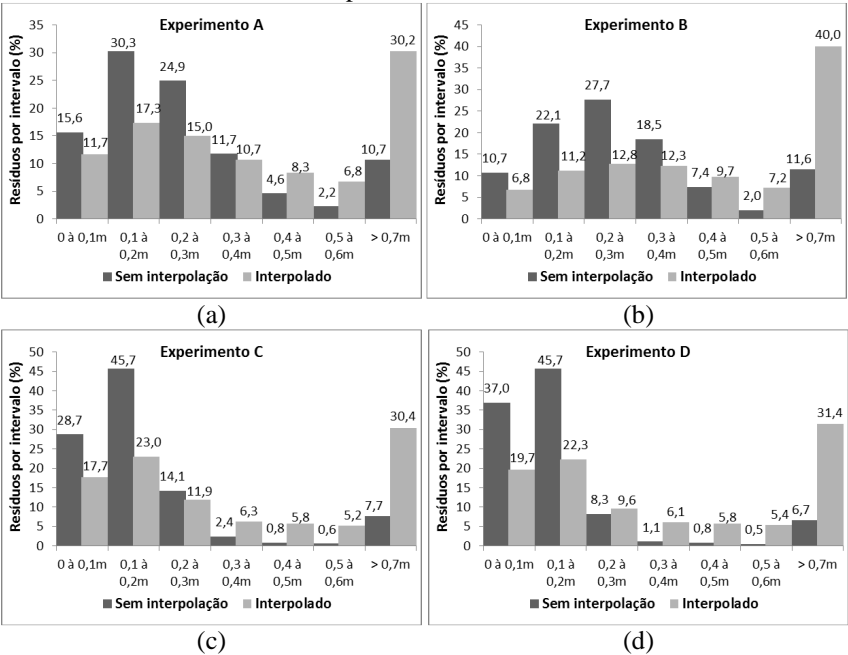 Experimento A
Resíduos por intervalo (%)
35
30
25
20
15
10
5
0
15,6
11,7
30,3
17,3
24,9
15,0
11,7
10,7
4,6
8,3
2,2
6,8
10,7
30,2
0 à 0,1m
0,1 à 0,2m
0,2 à 0,3m
0,3 à 0,4m
0,4 à 0,5m
0,5 à 0,6m
> 0,7m
Sem interpolação
Interpolado
(a)
Experimento B
Resíduos por intervalo (%)
45
40
35
30
25
20
15
10
5
0
10,7
6,8
22,1
11,2
27,7
12,8
18,5
12,3
7,4
9,7
2,0
7,2
11,6
40,0
0 à 0,1m
0,1 à 0,2m
0,2 à 0,3m
0,3 à 0,4m
0,4 à 0,5m
0,5 à 0,6m
> 0,7m
Sem interpolação
Interpolado
(b)
Experimento C
Resíduos por intervalo (%)
50
45
40
35
30
25
20
15
10
5
0
28,7
17,7
45,7
23,0
14,1
11,9
2,4
6,3
0,8
5,8
0,6
5,2
7,7
30,4
0 à 0,1m
0,1 à 0,2m
0,2 à 0,3m
0,3 à 0,4m
0,4 à 0,5m
0,5 à 0,6m
> 0,7m
Sem interpolação
Interpolado
(c)
Experimento D
Resíduos por intervalo (%)
50
45
40
35
30
25
20
15
10
5
0
37,0
19,7
45,7
22,3
8,3
9,6
1,1
6,1
0,8
5,8
0,5
5,4
6,7
31,4
0 à 0,1m
0,1 à 0,2m
0,2 à 0,3m
0,3 à 0,4m
0,4 à 0,5m
0,5 à 0,6m
> 0,7m
Sem interpolação
Interpolado
(d)